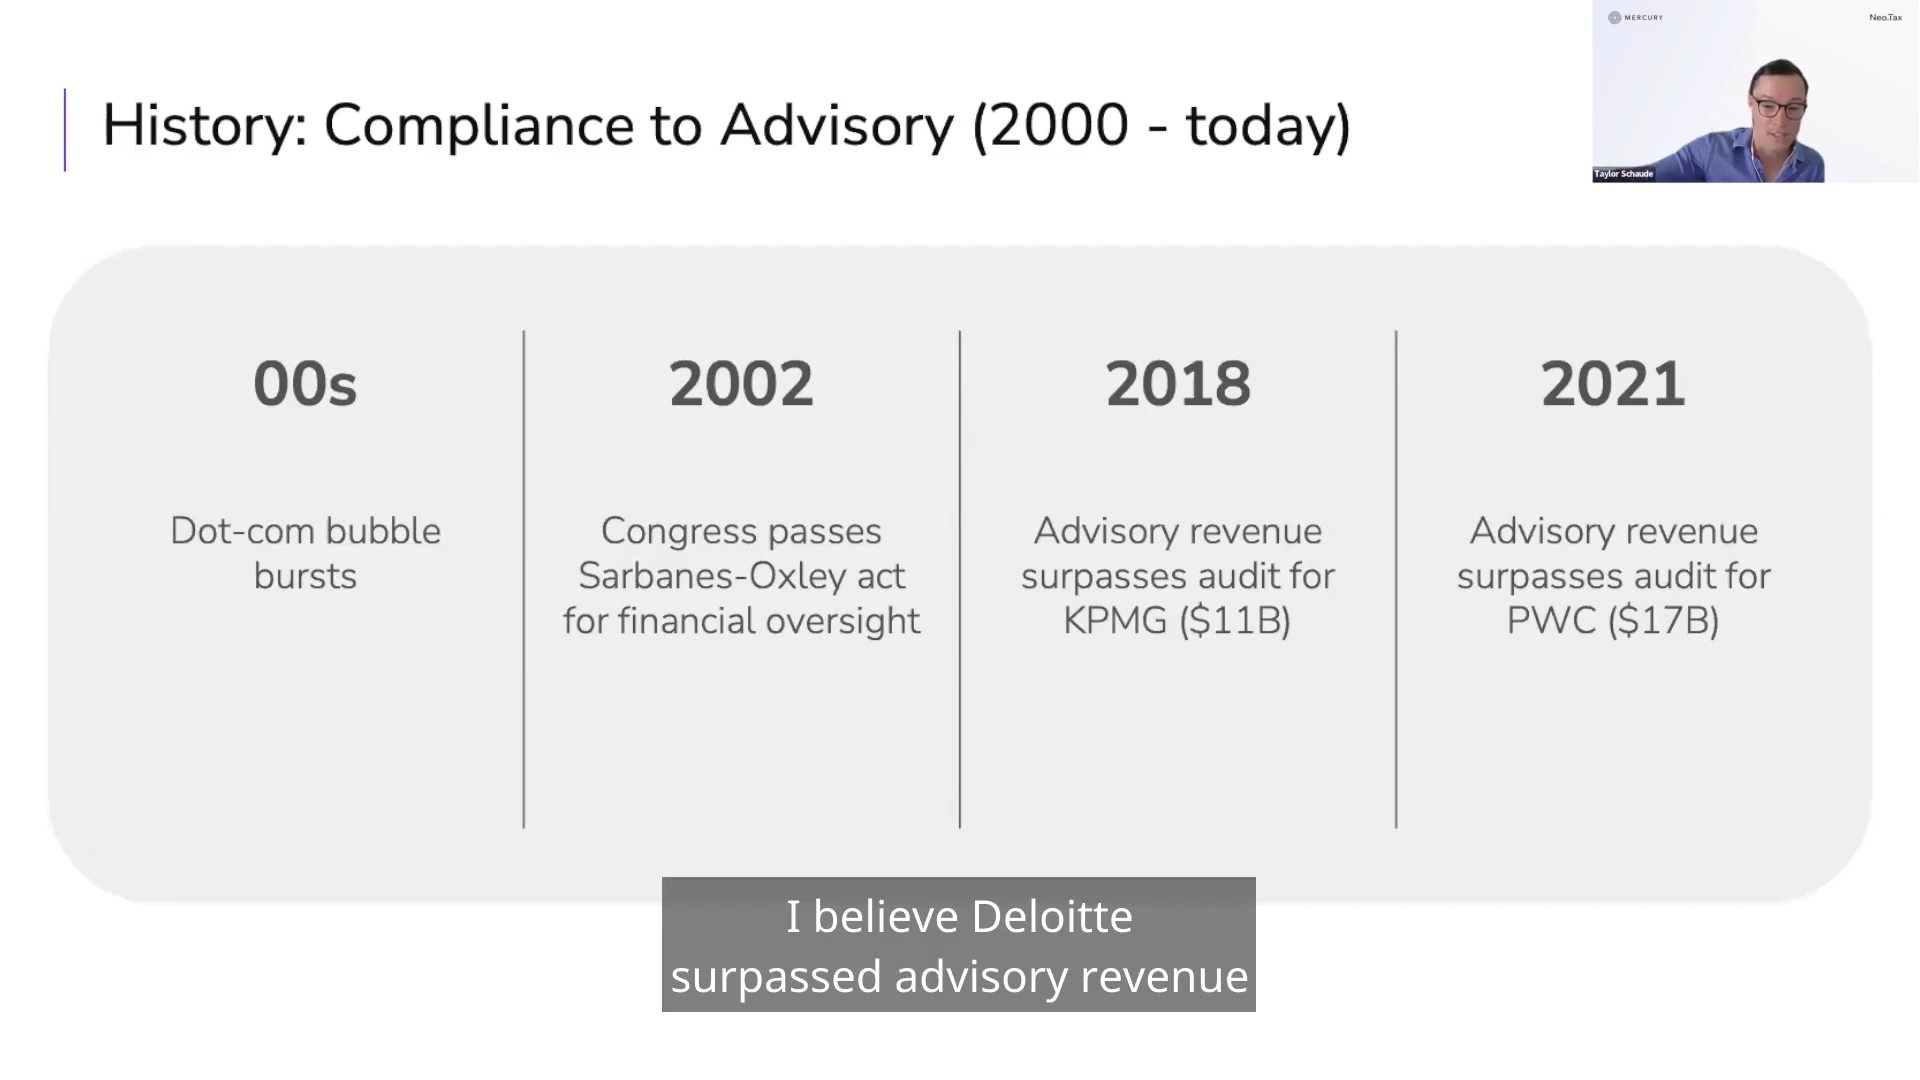 MERCURY
Neo.Tax
Taylor Schaude
History: Compliance to Advisory (2000 - today)
00s
Dot-com bubble
bursts
2002
Congress passes
Sarbanes-Oxley act
for financial oversight
2018
Advisory revenue
surpasses audit for
KPMG ($11B)
2021
Advisory revenue
surpasses audit for
PWC ($17B)
I believe Deloitte
surpassed advisory revenue